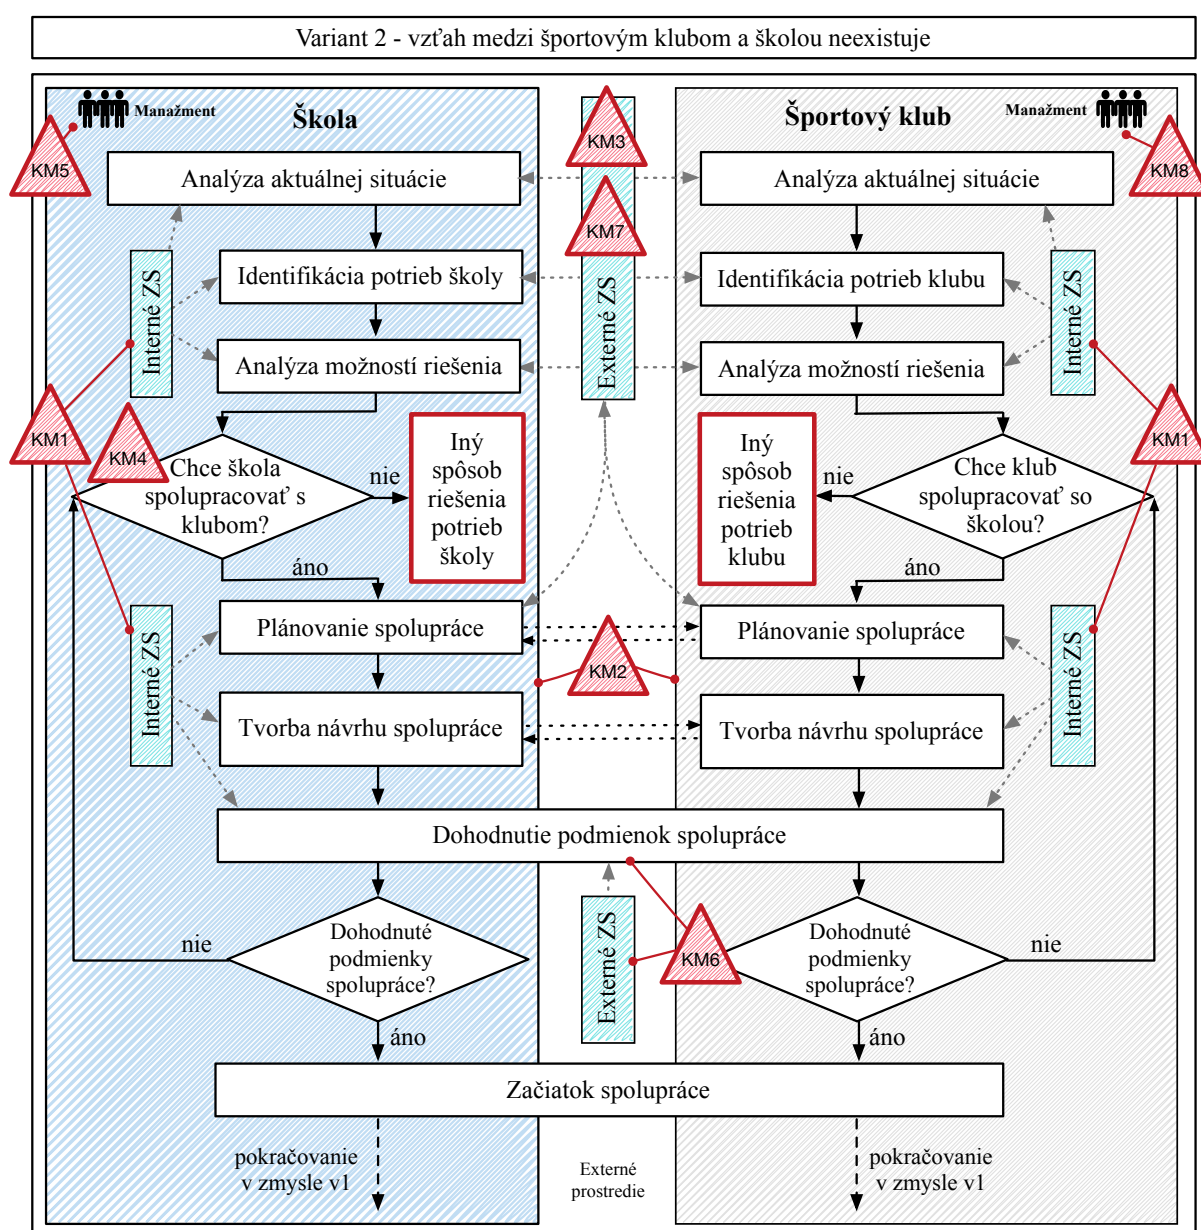 Variant 2 - vzťah medzi športovým klubom a školou neexistuje
Manažment
Škola
KM3
Športový klub
Manažment
KM5
KM8
Analýza aktuálnej situácie
Analýza aktuálnej situácie
KM7
Interné ZS
Identifikácia potrieb školy
Externé ZS
Identifikácia potrieb klubu
Interné ZS
Analýza možností riešenia
Analýza možností riešenia
KM1
KM4
Chce škola
spolupracovať s
klubom?
nie
Iný
spôsob
riešenia
potrieb
školy
Iný
spôsob
riešenia
potrieb
klubu
nie
Chce klub
spolupracovať so
školou?
KM1
áno
áno
Interné ZS
Plánovanie spolupráce
KM2
Plánovanie spolupráce
Interné ZS
Tvorba návrhu spolupráce
Tvorba návrhu spolupráce
Dohodnutie podmienok spolupráce
nie
Dohodnuté
podmienky
spolupráce?
Externé ZS
KM6
Dohodnuté
podmienky
spolupráce?
nie
áno
áno
Začiatok spolupráce
pokračovanie
v zmysle v1
Externé
prostredie
pokračovanie
v zmysle v1